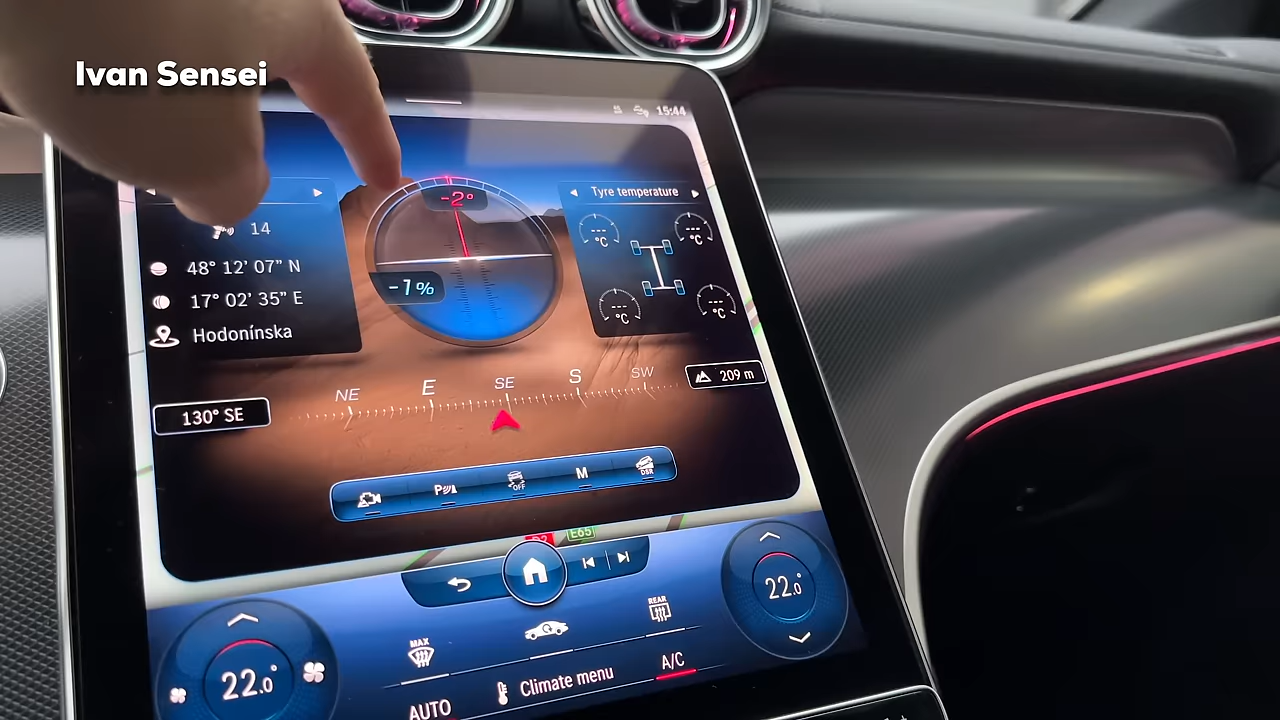 Ivan Sensei
15:44
-2°
Tyre temperature
14
48° 12' 07" N
17° 02' 35" E
Hodonínska
-1%
---
°C
---
°C
---
°C
---
°C
NE
E
SE
S
SW
209 m
130° SE
P
OFF
M
DSR
D2
E65
22.0°
22.0°
MAX
REAR
AUTO
Climate menu
A/C